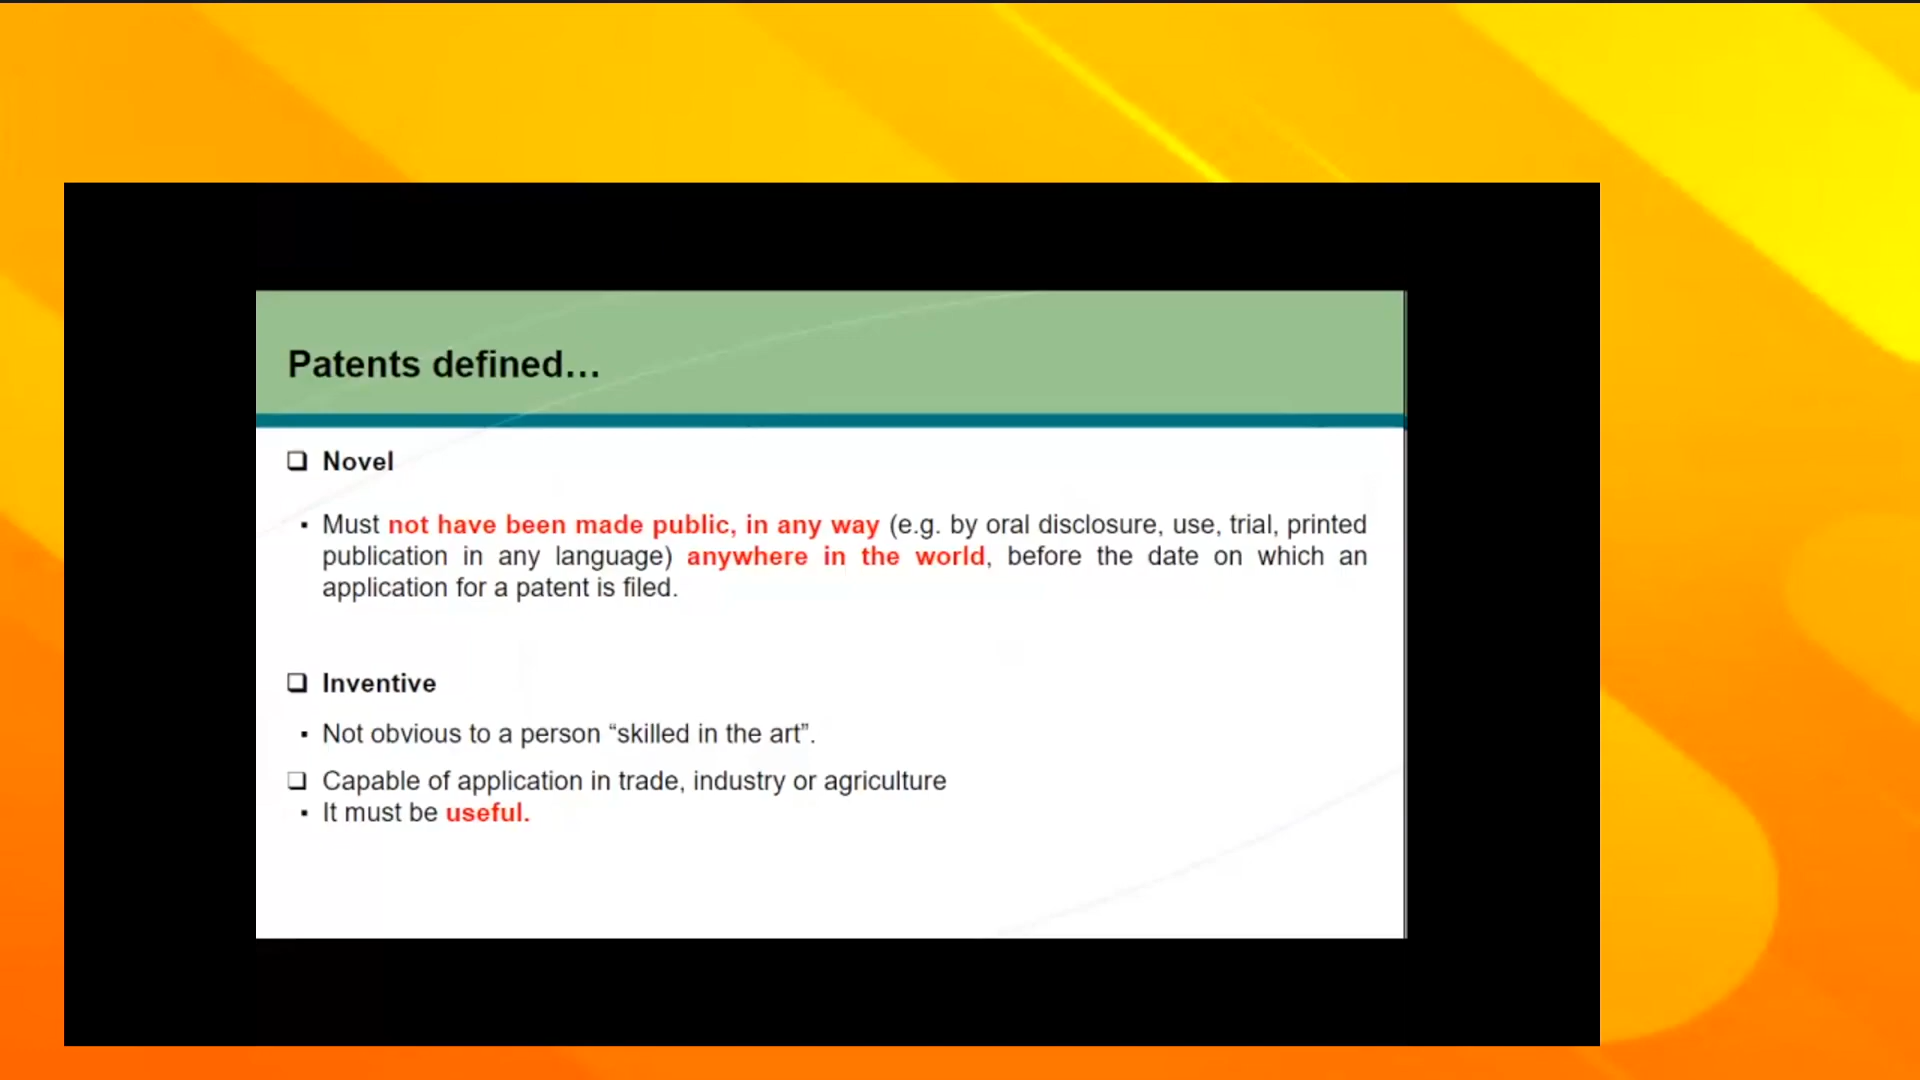 Patents defined…
❑ Novel
▪ Must not have been made public, in any way (e.g. by oral disclosure, use, trial, printed
publication in any language) anywhere in the world, before the date on which an
application for a patent is filed.
❑ Inventive
▪ Not obvious to a person “skilled in the art”.
❑ Capable of application in trade, industry or agriculture
▪ It must be useful.